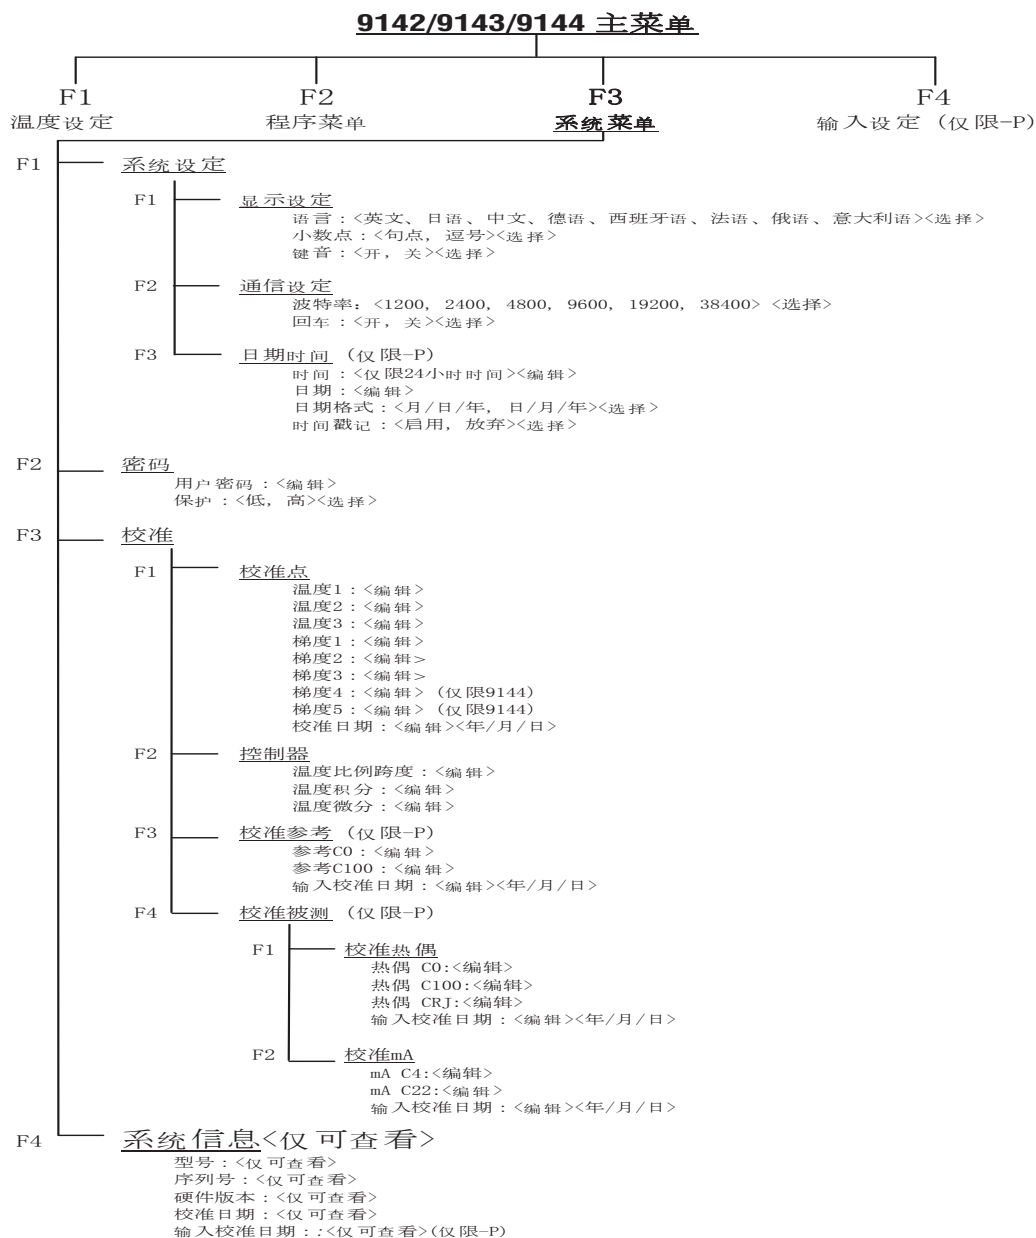 9142/9143/9144 主菜单
F1 F2 F3 F4
温度设定 程序菜单 系统菜单 输入设定 (仅限-P)
F1 系统设定
F1 显示设定
语言：<英文、日语、中文、德语、西班牙语、法语、俄语、意大利语><选择>
小数点：<句点, 逗号><选择>
键音：<开, 关><选择>
F2 通信设定
波特率: <1200, 2400, 4800, 9600, 19200, 38400> <选择>
回车：<开, 关><选择>
F3 日期时间 (仅限-P)
时间：<仅限24小时时间><编辑>
日期：<编辑>
日期格式：<月/日/年, 日/月/年><选择>
时间戳记：<启用, 放弃><选择>
F2 密码
用户密码：<编辑>
保护：<低, 高><选择>
F3 校准
F1 校准点
温度1：<编辑>
温度2：<编辑>
温度3：<编辑>
梯度1：<编辑>
梯度2：<编辑>
梯度3：<编辑>
梯度4：<编辑> (仅限9144)
梯度5：<编辑> (仅限9144)
校准日期：<编辑><年/月/日>
F2 控制器
温度比例跨度：<编辑>
温度积分：<编辑>
温度微分：<编辑>
F3 校准参考 (仅限-P)
参考C0：<编辑>
参考C100：<编辑>
输入校准日期：<编辑><年/月/日>
F4 校准被测 (仅限-P)
F1 校准热偶
热偶 C0:<编辑>
热偶 C100:<编辑>
热偶 CRJ:<编辑>
输入校准日期：<编辑><年/月/日>
F2 校准mA
mA C4:<编辑>
mA C22:<编辑>
输入校准日期：<编辑><年/月/日>
F4 系统信息<仅可查看>
型号：<仅可查看>
序列号：<仅可查看>
硬件版本：<仅可查看>
校准日期：<仅可查看>
输入校准日期：:<仅可查看>(仅限-P)